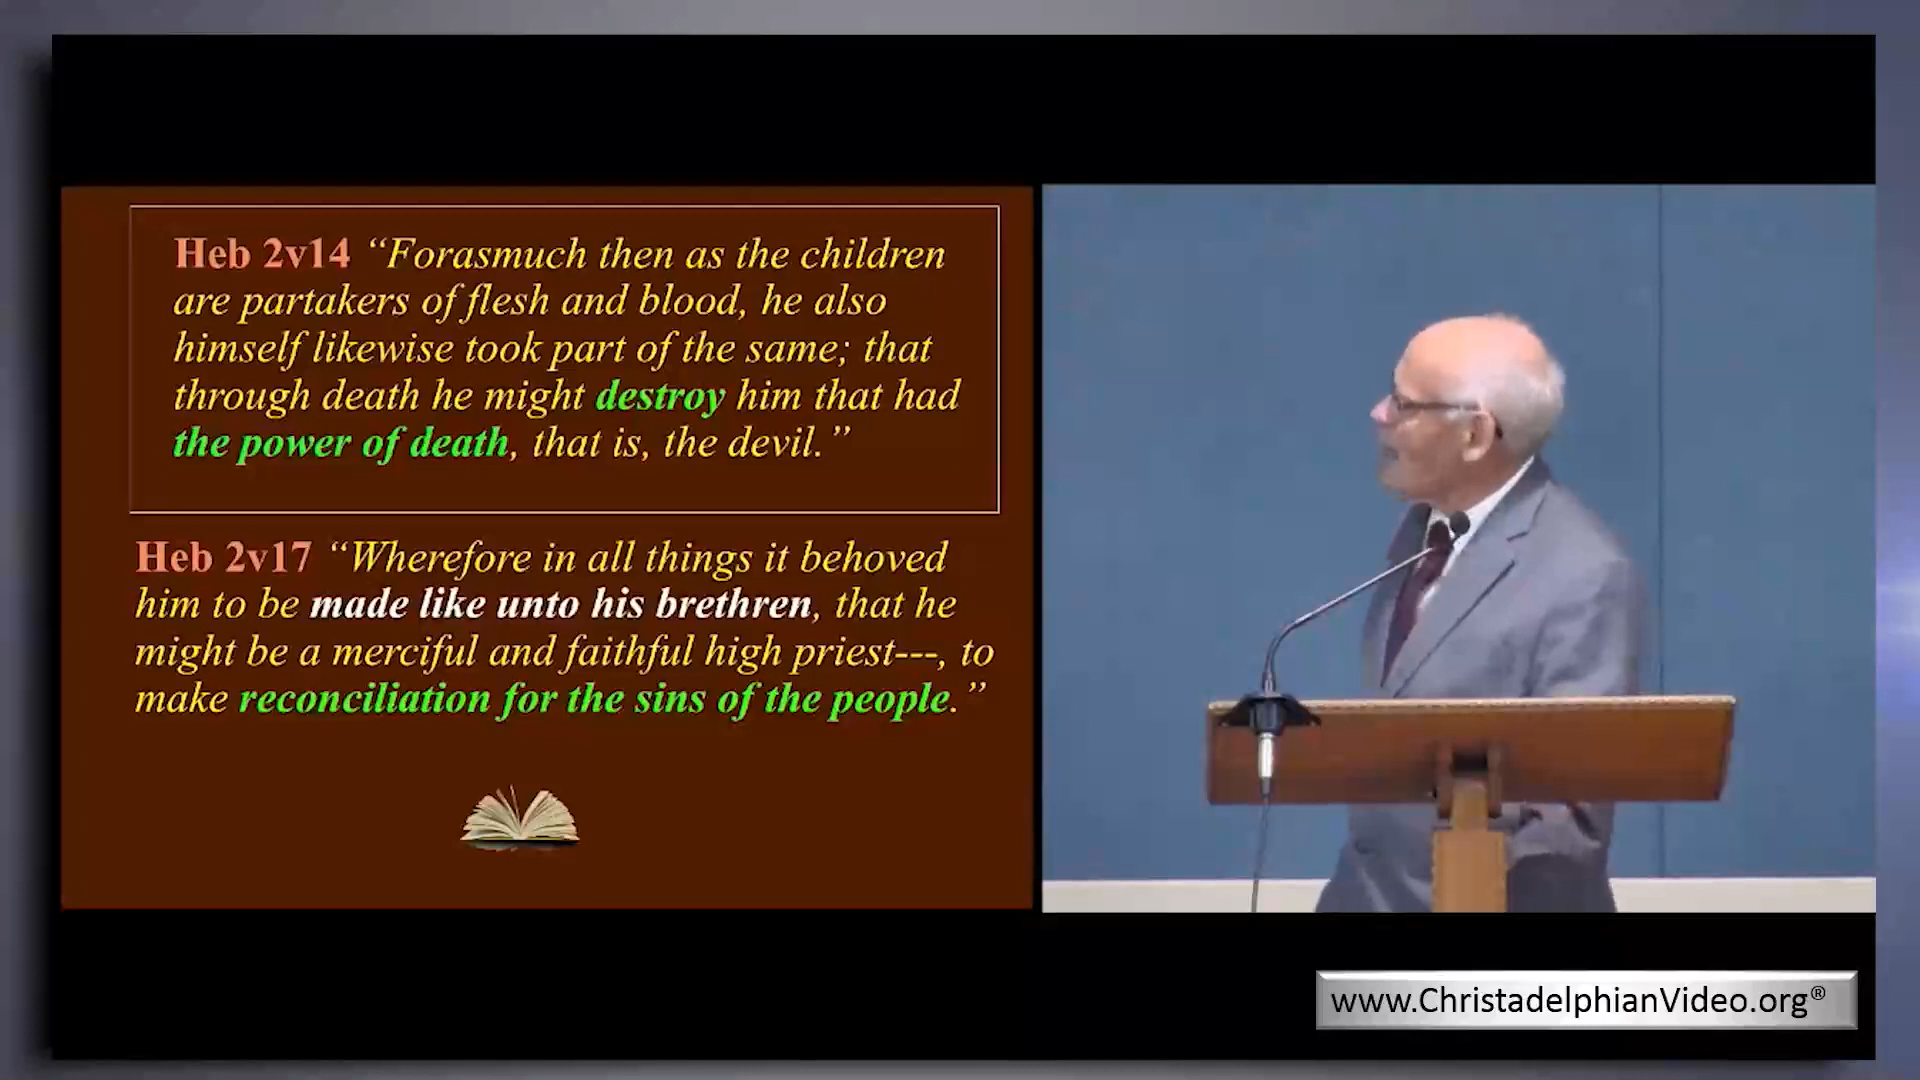 Heb 2v14 “Forasmuch then as the children
are partakers of flesh and blood, he also
himself likewise took part of the same; that
through death he might destroy him that had
the power of death, that is, the devil.”
Heb 2v17 “Wherefore in all things it behoved
him to be made like unto his brethren, that he
might be a merciful and faithful high priest---, to
make reconciliation for the sins of the people.”
www.ChristadelphianVideo.org®